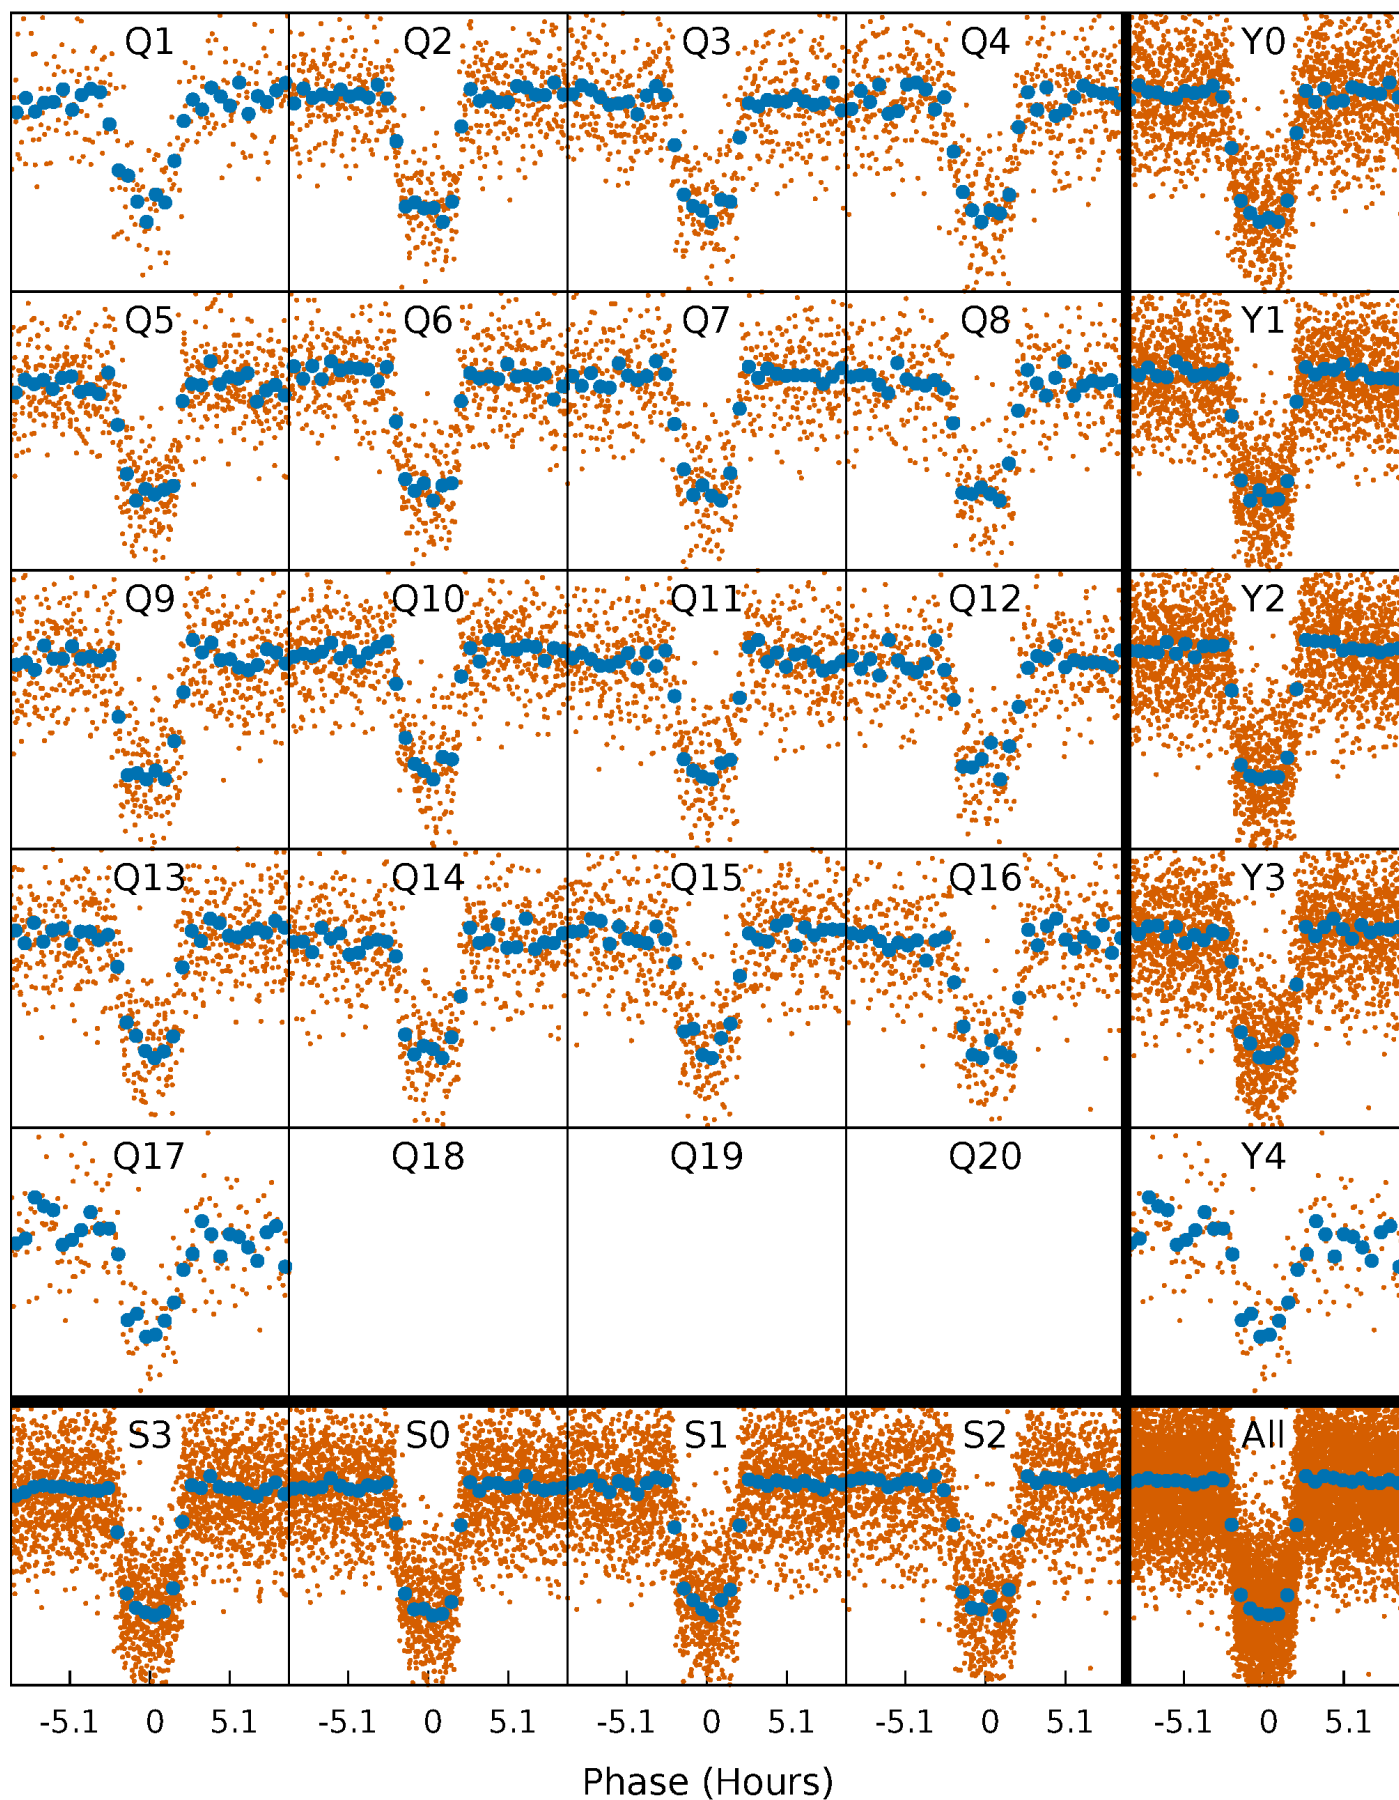 Q1 Q2 Q3 Q4 Y0
Q5 Q6 Q7 Q8 Y1
Q9 Q10 Q11 Q12 Y2
Q13 Q14 Q15 Q16 Y3
Q17 Q18 Q19 Q20 Y4
S3 S0 S1 S2 All
-5.1 0 5.1 -5.1 0 5.1 -5.1 0 5.1 -5.1 0 5.1 -5.1 0 5.1
Phase (Hours)